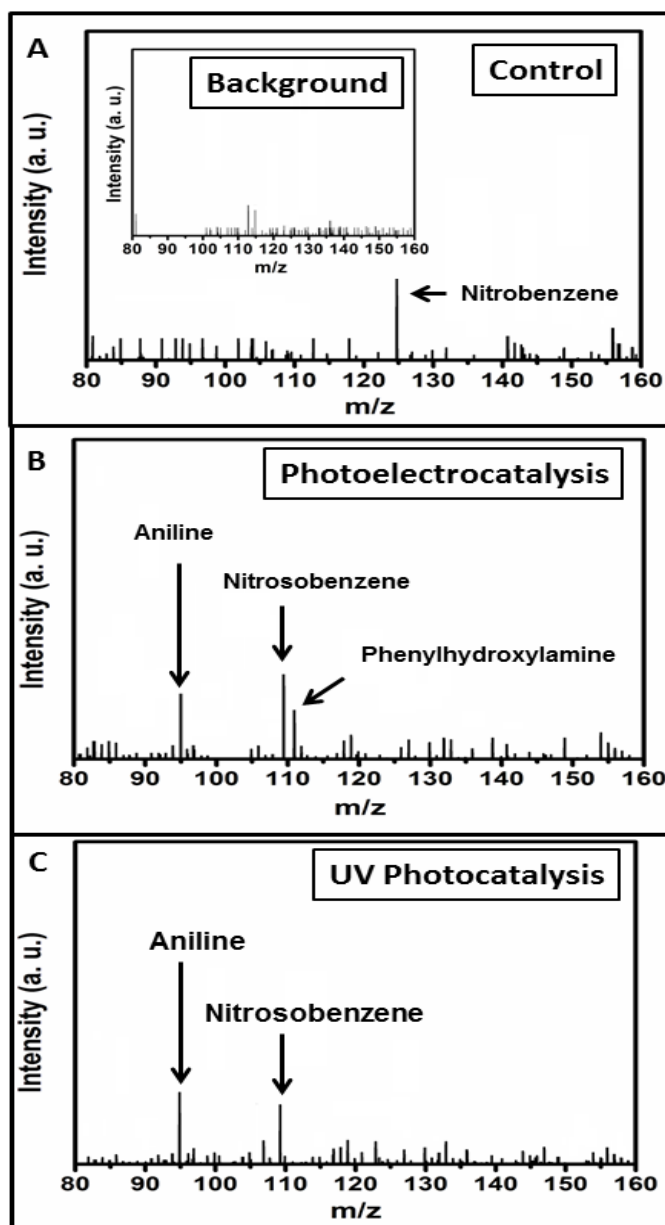 A
Background
Control
Intensity (a. u.)
80 90 100 110 120 130 140 150 160
m/z
Nitrobenzene
Intensity (a. u.)
80 90 100 110 120 130 140 150 160
m/z
B
Photoelectrocatalysis
Aniline
Nitrosobenzene
Phenylhydroxylamine
Intensity (a. u.)
80 90 100 110 120 130 140 150 160
m/z
C
UV Photocatalysis
Aniline
Nitrosobenzene
Intensity (a. u.)
80 90 100 110 120 130 140 150 160
m/z